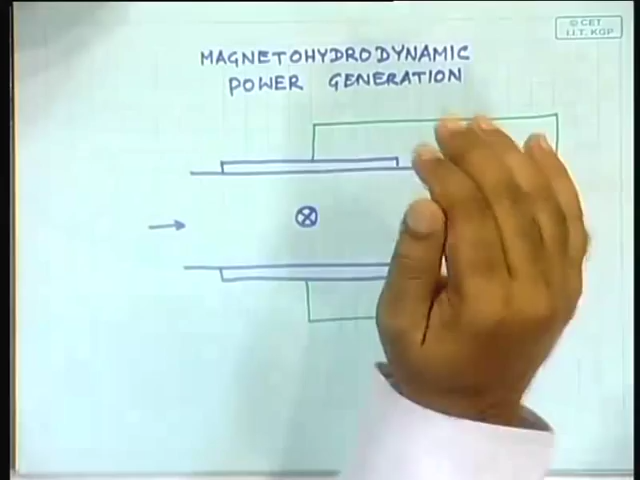 © CET
I.I.T. KGP
MAGNETOHYDRODYNAMIC
POWER GENERATION